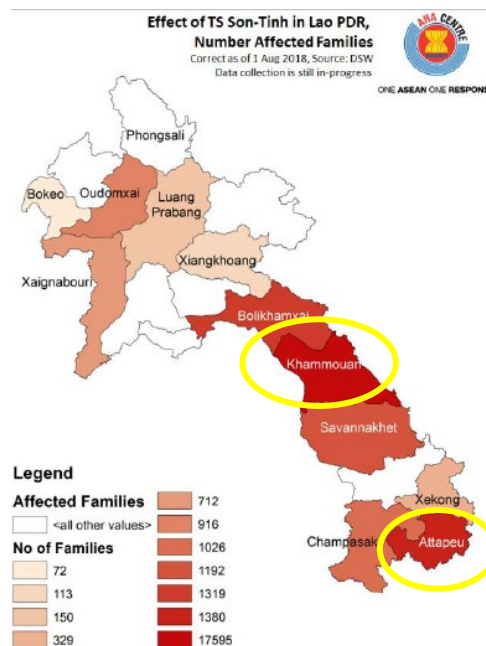 Effect of TS Son-Tinh in Lao PDR,
Number Affected Families
Correct as of 1 Aug 2018, Source: DSW
Data collection is still in-progress
AHA CENTRE
ONE ASEAN ONE RESPONS
Phongsali
Bokeo
Oudomxai
Luang
Prabang
Xiangkhoang
Xaignabouri
Bolikhamxai
Khammouan
Savannakhet
Xekong
Champasak
Attapeu
Legend
Affected Families
<all other values>
No of Families
72
113
150
329
712
916
1026
1192
1319
1380
17595